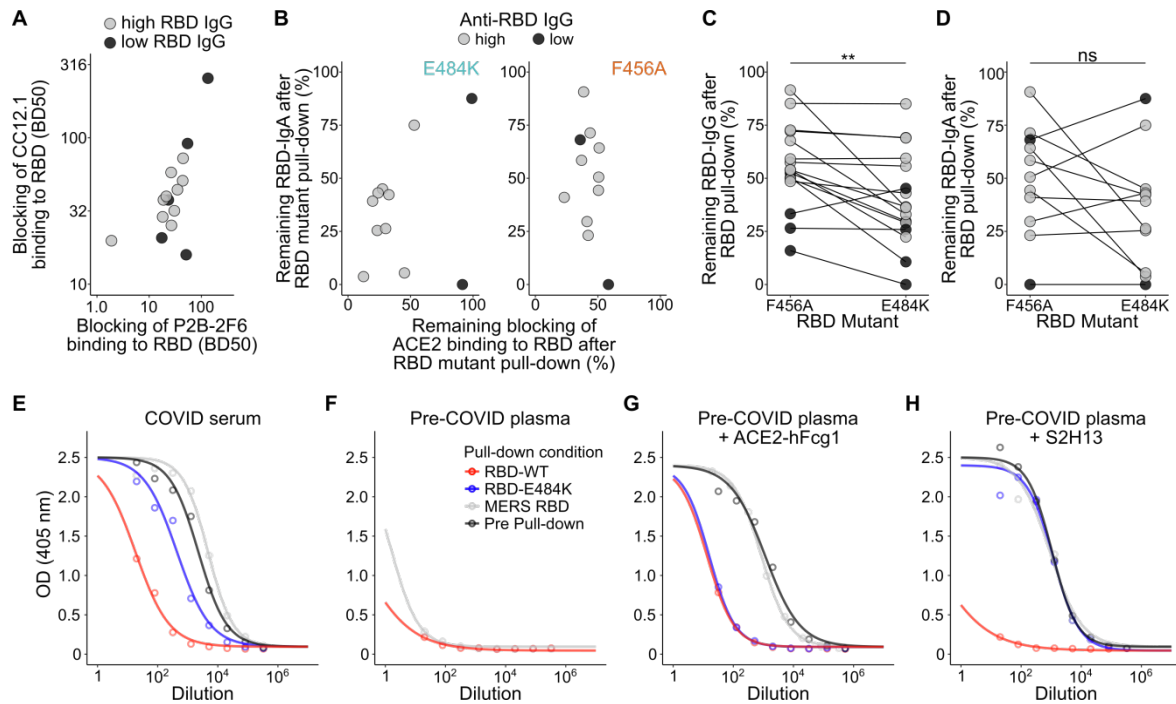 A
high RBD IgG
low RBD IgG
Blocking of CC12.1
binding to RBD (BD50)
316
100
32
10
1.0
10
100
Blocking of P2B-2F6
binding to RBD (BD50)
B
Anti-RBD IgG
high
low
E484K
F456A
Remaining RBD-IgA after
RBD mutant pull-down (%)
100
75
50
25
0
0
20
40
60
80
100
0
20
40
60
80
100
Remaining blocking of
ACE2 binding to RBD after
RBD mutant pull-down (%)
C
**
Remaining RBD-IgG after
RBD pull-down (%)
100
75
50
25
0
F456A
E484K
RBD Mutant
D
ns
Remaining RBD-IgA after
RBD pull-down (%)
100
75
50
25
0
F456A
E484K
RBD Mutant
E
COVID serum
OD (405 nm)
2.5
2.0
1.5
1.0
0.5
0
1
10²
10⁴
10⁶
Dilution
F
Pre-COVID plasma
Pull-down condition
RBD-WT
RBD-E484K
MERS RBD
Pre Pull-down
2.5
2.0
1.5
1.0
0.5
0
1
10²
10⁴
10⁶
Dilution
G
Pre-COVID plasma
+ ACE2-hFcg1
2.5
2.0
1.5
1.0
0.5
0
1
10²
10⁴
10⁶
Dilution
H
Pre-COVID plasma
+ S2H13
2.5
2.0
1.5
1.0
0.5
0
1
10²
10⁴
10⁶
Dilution